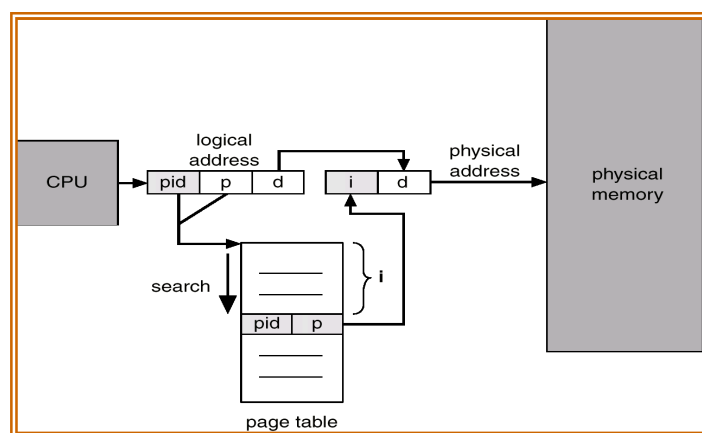 logical
address
physical
address
CPU
pid p d
i d
physical
memory
search
i
pid p
page table